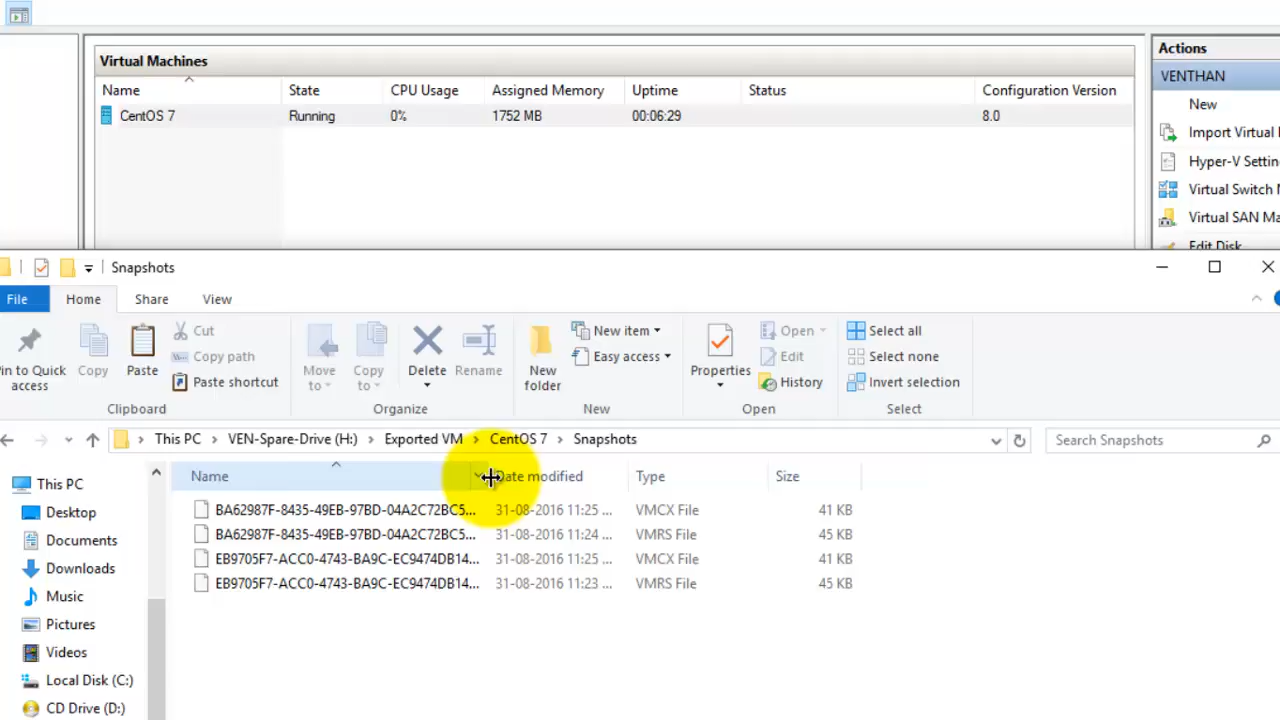 Virtual Machines
Name State CPU Usage Assigned Memory Uptime Status Configuration Version
CentOS 7 Running 0% 1752 MB 00:06:29 8.0
Actions
VENTHAN
New
Import Virtual
Hyper-V Settin
Virtual Switch M
Virtual SAN Ma
Edit Disk
Snapshots
File Home Share View
in to Quick access
Copy
Paste
Cut
Copy path
Paste shortcut
Clipboard
Move to
Copy to
Delete
Rename
Organize
New folder
New item
Easy access
New
Properties
Open
Edit
History
Open
Select all
Select none
Invert selection
Select
This PC > VEN-Spare-Drive (H:) > Exported VM > CentOS 7 > Snapshots
Search Snapshots
This PC
Desktop
Documents
Downloads
Music
Pictures
Videos
Local Disk (C:)
CD Drive (D:)
Name Date modified Type Size
BA62987F-8435-49EB-97BD-04A2C72BC5... 31-08-2016 11:25 ... VMCX File 41 KB
BA62987F-8435-49EB-97BD-04A2C72BC5... 31-08-2016 11:24 ... VMRS File 45 KB
EB9705F7-ACC0-4743-BA9C-EC9474DB14... 31-08-2016 11:25 ... VMCX File 41 KB
EB9705F7-ACC0-4743-BA9C-EC9474DB14... 31-08-2016 11:23 ... VMRS File 45 KB